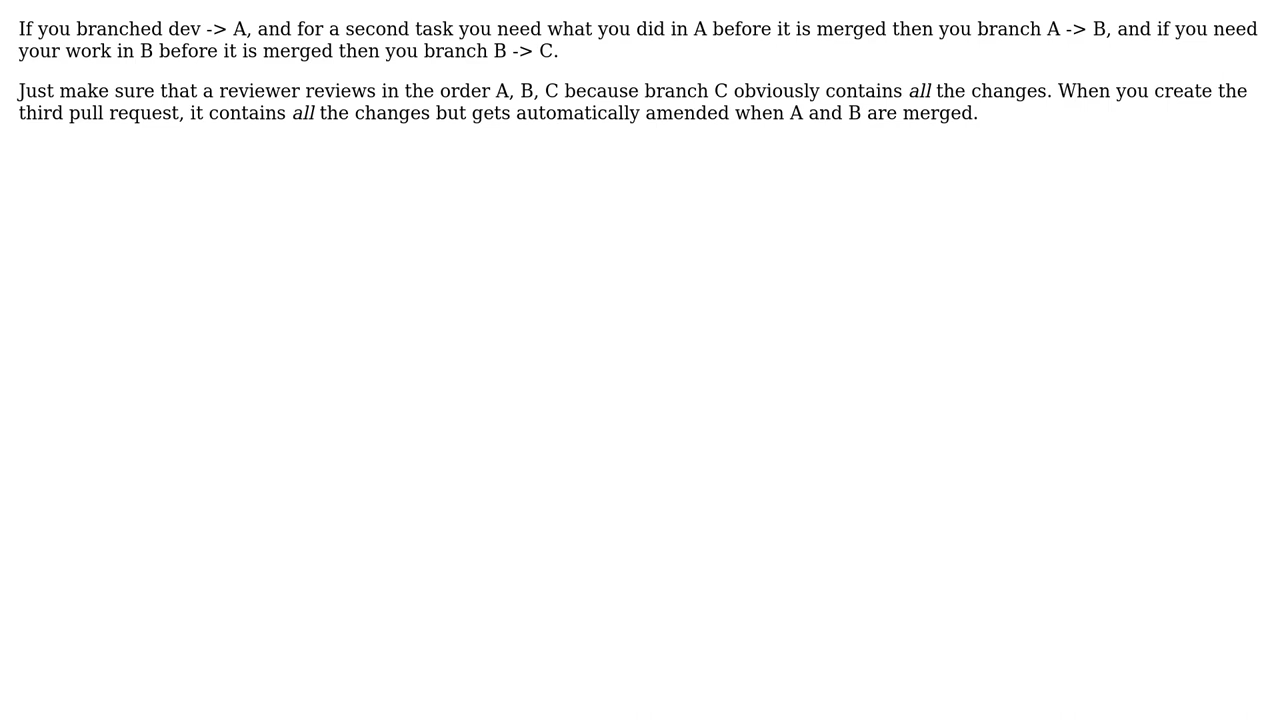 If you branched dev -> A, and for a second task you need what you did in A before it is merged then you branch A -> B, and if you need
your work in B before it is merged then you branch B -> C.
Just make sure that a reviewer reviews in the order A, B, C because branch C obviously contains all the changes. When you create the
third pull request, it contains all the changes but gets automatically amended when A and B are merged.